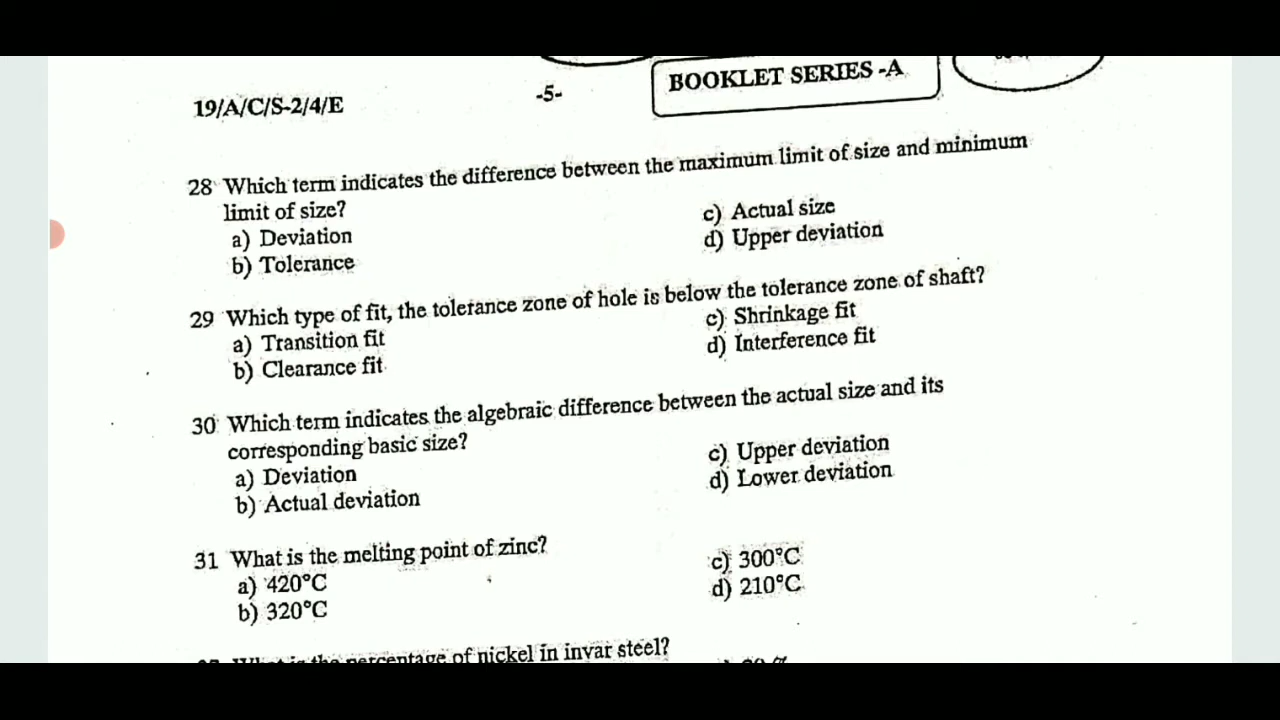 BOOKLET SERIES -A
19/A/C/S-2/4/E
-5-
28 Which term indicates the difference between the maximum limit of size and minimum
limit of size?
a) Deviation
b) Tolerance
c) Actual size
d) Upper deviation
29 Which type of fit, the tolerance zone of hole is below the tolerance zone of shaft?
a) Transition fit
b) Clearance fit
c) Shrinkage fit
d) Interference fit
30 Which term indicates the algebraic difference between the actual size and its
corresponding basic size?
a) Deviation
b) Actual deviation
c) Upper deviation
d) Lower deviation
31 What is the melting point of zinc?
a) 420°C
b) 320°C
c) 300°C
d) 210°C
the percentage of nickel in invar steel?